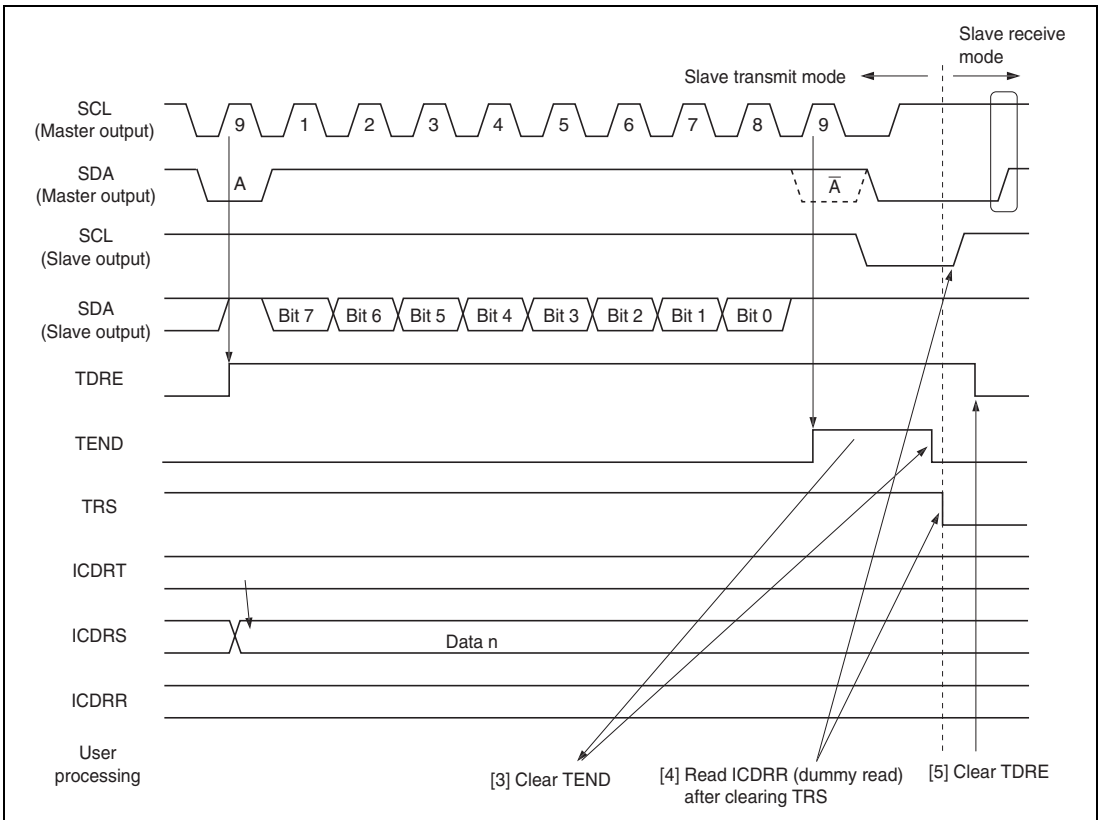 Slave receive
mode
Slave transmit mode
SCL
(Master output)
9 1 2 3 4 5 6 7 8 9
SDA
(Master output)
A A̅
SCL
(Slave output)
SDA
(Slave output)
Bit 7 Bit 6 Bit 5 Bit 4 Bit 3 Bit 2 Bit 1 Bit 0
TDRE
TEND
TRS
ICDRT
ICDRS
Data n
ICDRR
User
processing
[3] Clear TEND
[4] Read ICDRR (dummy read)
after clearing TRS
[5] Clear TDRE